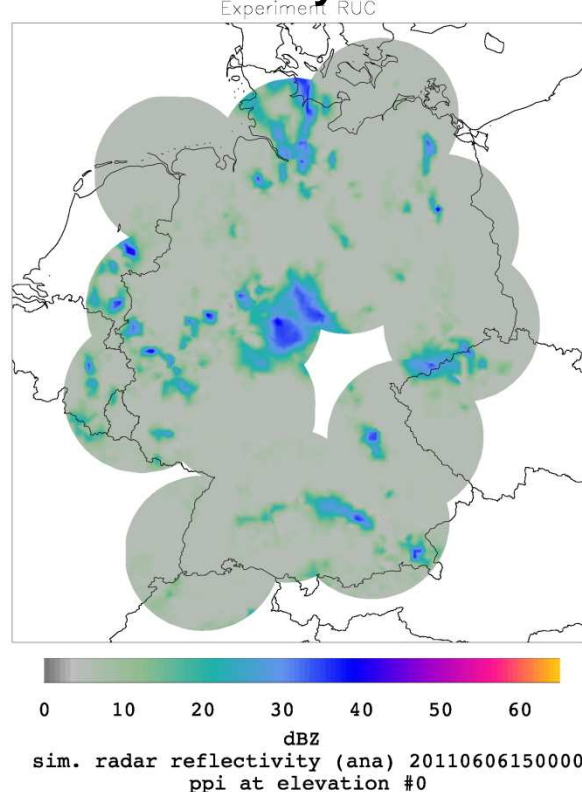 Experiment RUC
0 10 20 30 40 50 60
dBZ
sim. radar reflectivity (ana) 20110606150000
ppi at elevation #0